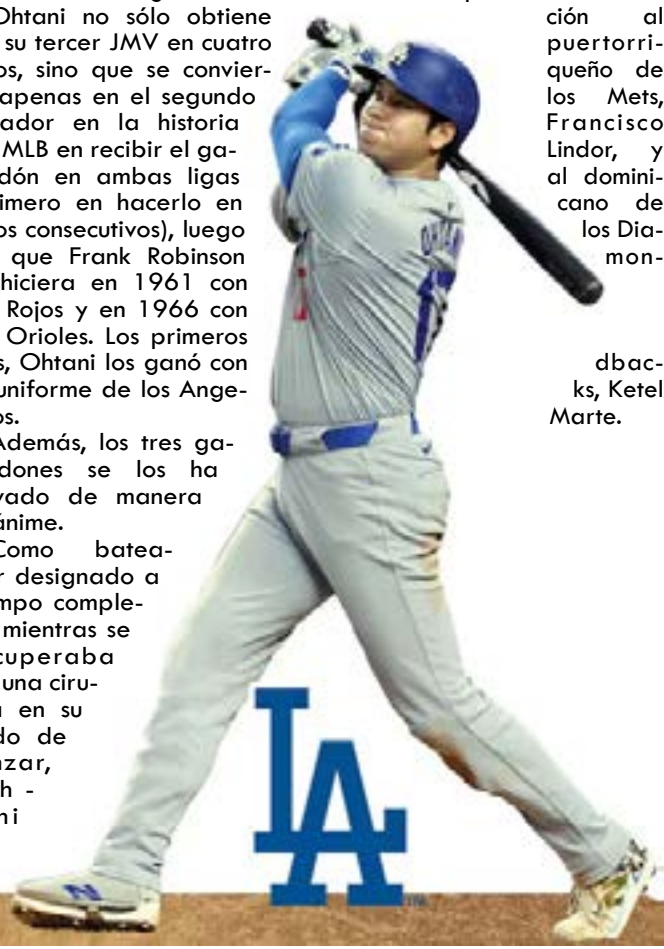 Ohtani no sólo obtiene
su tercer JMV en cuatro
os, sino que se convier-
apenas en el segundo
ador en la historia
MLB en recibir el ga-
dón en ambas ligas
imero en hacerlo en
os consecutivos), luego
que Frank Robinson
hiciera en 1961 con
Rojos y en 1966 con
Orioles. Los primeros
s, Ohtani los ganó con
uniforme de los Ange-
os.
Además, los tres ga-
dones se los ha
vado de manera
ánime.
Como batea-
r designado a
mpo comple-
mientras se
cuperaba
una ciru-
a en su
do de
nzar,
h -
ni
ción al
puertorri-
queño de
los Mets,
Francisco
Lindor, y
al domini-
cano de
los Dia-
mon-
dbac-
ks, Ketel
Marte.
LA
N